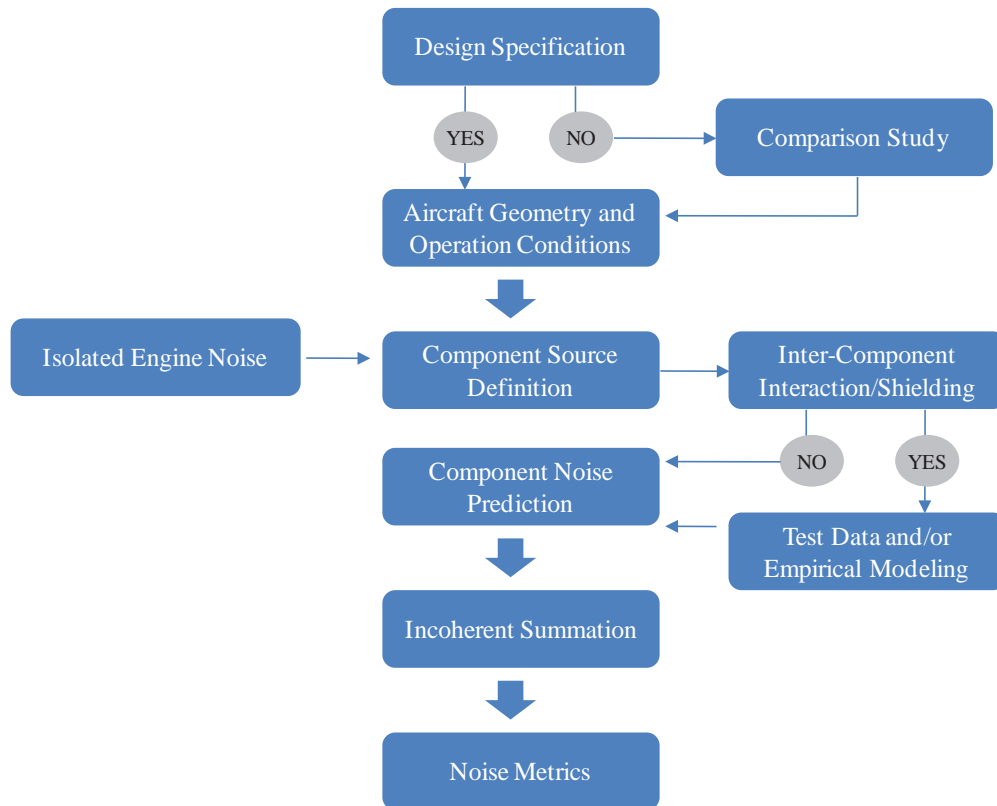 Design Specification
YES
NO
Comparison Study
Aircraft Geometry and
Operation Conditions
Isolated Engine Noise
Component Source
Definition
Inter-Component
Interaction/Shielding
NO
YES
Component Noise
Prediction
Test Data and/or
Empirical Modeling
Incoherent Summation
Noise Metrics